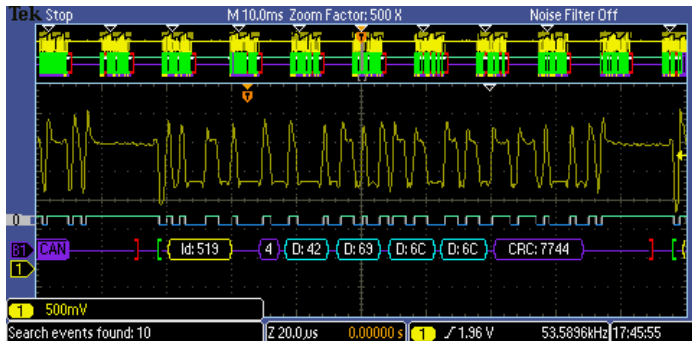 Tek Stop M 10.0ms Zoom Factor: 500 X Noise Filter Off
D
B1 CAN Id: 519 4 D: 42 D: 69 D: 6C D: 6C CRC: 7744
1
1 500mV
Search events found: 10 Z 20.0µs 0.00000 s 1 1.96 V 53.5896kHz 17:45:55